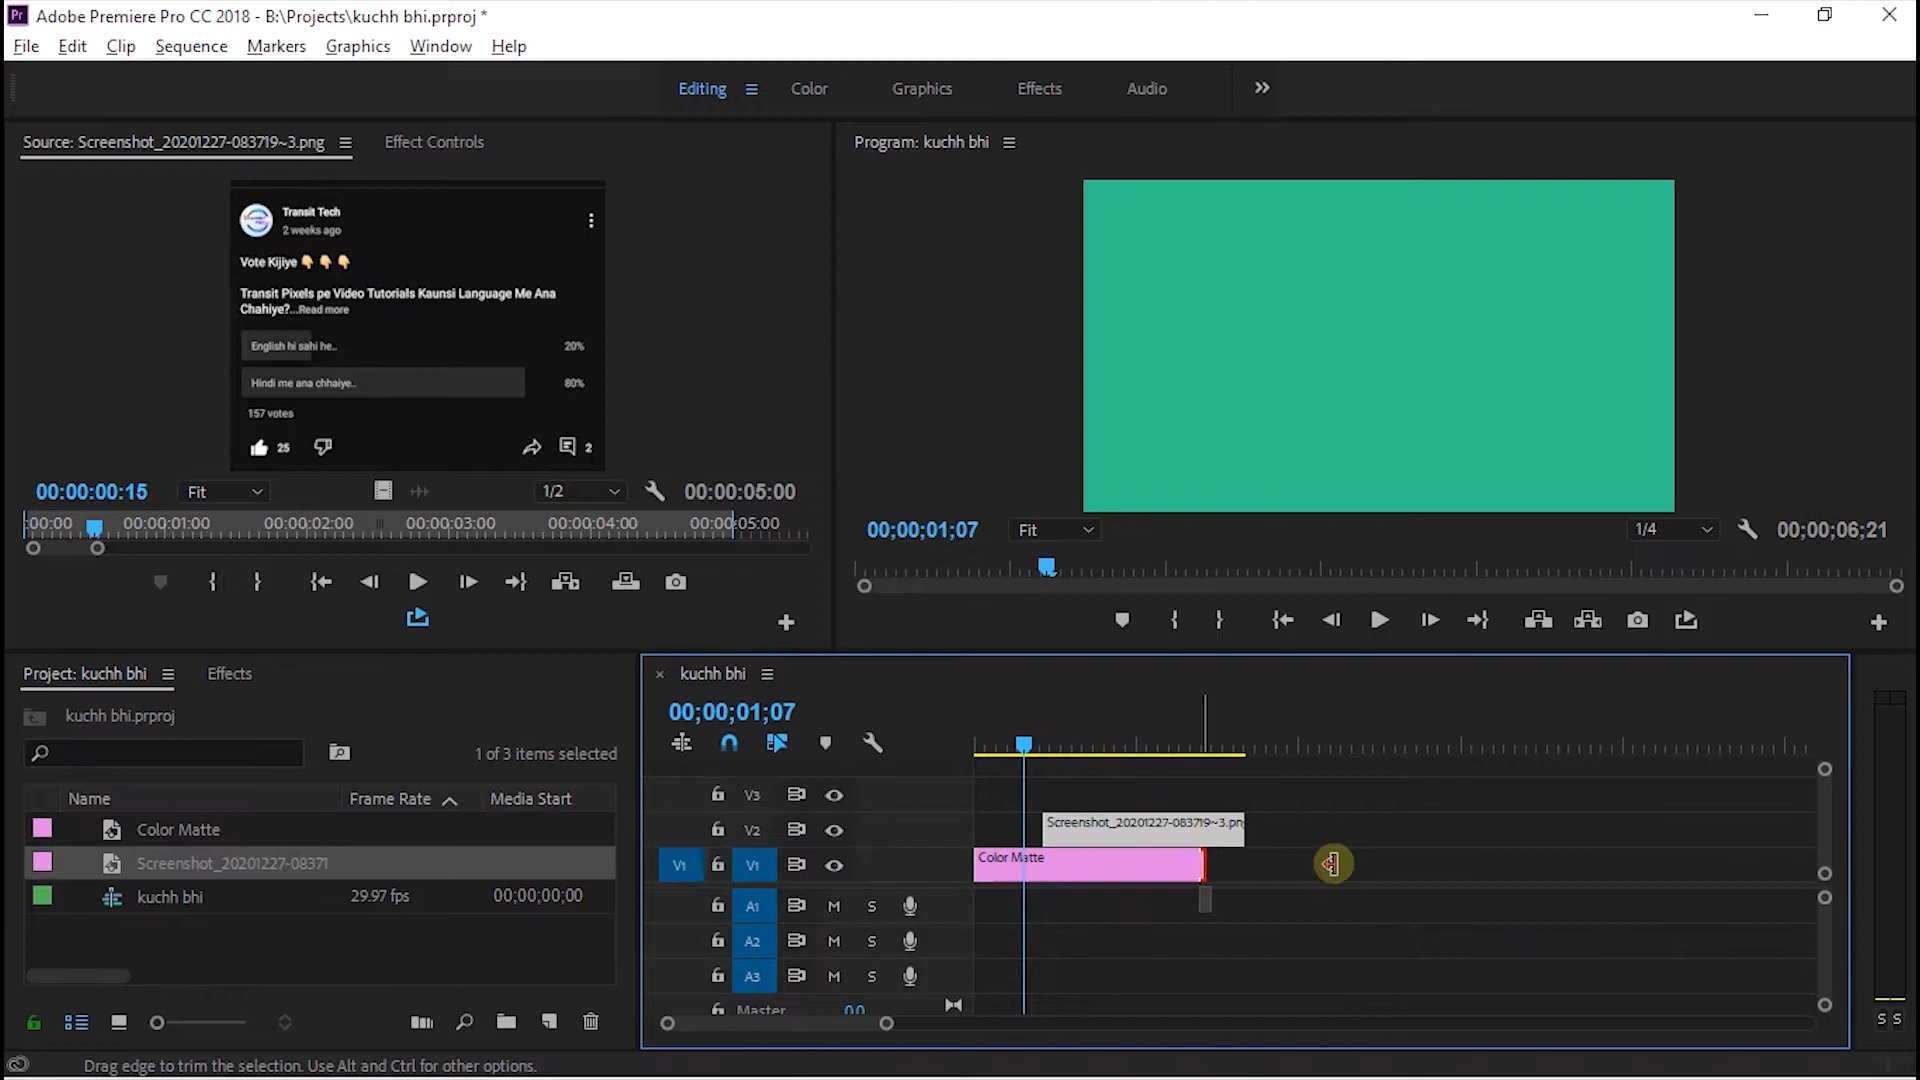 Pr Adobe Premiere Pro CC 2018 - B:\Projects\kuchh bhi.prproj *
File Edit Clip Sequence Markers Graphics Window Help
Editing Color Graphics Effects Audio
Source: Screenshot_20201227-083719~3.png Effect Controls
Program: kuchh bhi
Transit Tech
2 weeks ago
Vote Kijiye 👇 👇 👇
Transit Pixels pe Video Tutorials Kaunsi Language Me Ana
Chahiye?...Read more
English hi sahi he.. 20%
Hindi me ana chhaiye.. 80%
157 votes
25 2
00:00:00:15 Fit 1/2 00:00:05:00
:00:00 00:00:01:00 00:00:02:00 00:00:03:00 00:00:04:00 00:00:05:00
00;00;01;07 Fit 1/4 00;00;06;21
Project: kuchh bhi Effects
kuchh bhi.prproj
1 of 3 items selected
Name Frame Rate Media Start
Color Matte
Screenshot_20201227-08371
kuchh bhi 29.97 fps 00;00;00;00
kuchh bhi
00;00;01;07
V3
V2 Screenshot_20201227-083719~3.pn
V1 V1 Color Matte
A1 M S
A2 M S
A3 M S
Master 0.0
S S
Drag edge to trim the selection. Use Alt and Ctrl for other options.